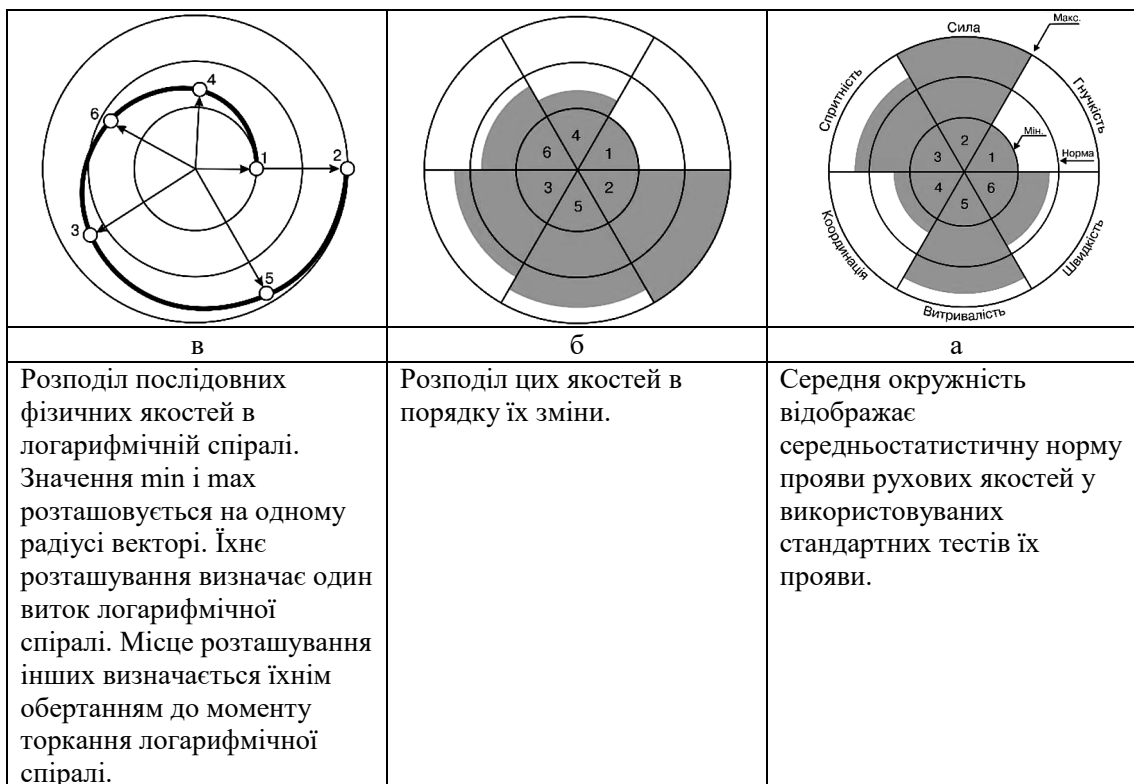 4
6
1
2
3
5
4
6
1
3
2
5
Сила
Макс.
Спритність
Гнучкість
Мін.
Норма
2
3
1
4
6
5
Координація
Швидкість
Витривалість
в
б
а
Розподіл послідовних
фізичних якостей в
логарифмічній спіралі.
Значення min і max
розташовується на одному
радіусі векторі. Їхнє
розташування визначає один
виток логарифмічної
спіралі. Місце розташування
інших визначається їхнім
обертанням до моменту
торкання логарифмічної
спіралі.
Розподіл цих якостей в
порядку їх зміни.
Середня окружність
відображає
середньостатистичну норму
прояви рухових якостей у
використовуваних
стандартних тестів їх
прояви.